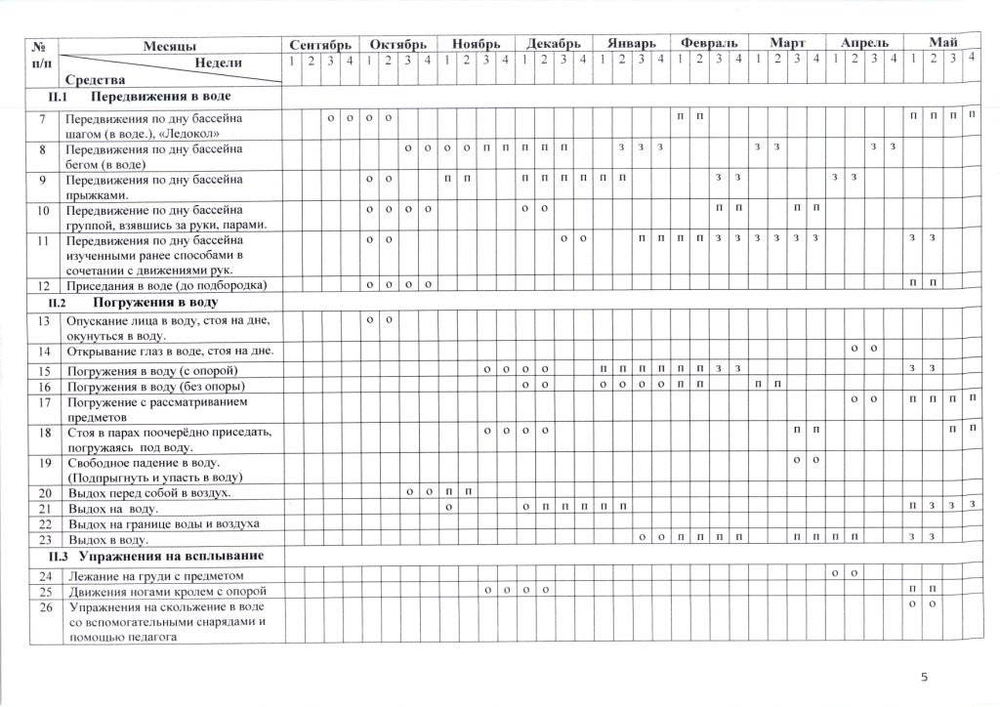 № Месяцы Сентябрь Октябрь Ноябрь Декабрь Январь Февраль Март Апрель Май
п/п Недели 1 2 3 4 1 2 3 4 1 2 3 4 1 2 3 4 1 2 3 4 1 2 3 4 1 2 3 4 1 2 3 4 1 2 3 4
Средства
II.1 Передвижения в воде
7 Передвижения по дну бассейна о о о о п п п п п п
шагом (в воде.), «Ледокол»
8 Передвижения по дну бассейна о о о о п п п п п з з з з з з з
бегом (в воде)
9 Передвижения по дну бассейна о о п п п п п п п п з з з з
прыжками.
10 Передвижение по дну бассейна о о о о о о п п п п
группой, взявшись за руки, парами.
11 Передвижения по дну бассейна о о о о п п п п з з з з з з з з
изученными ранее способами в
сочетании с движениями рук.
12 Приседания в воде (до подбородка) о о о о п п
II.2 Погружения в воду
13 Опускание лица в воду, стоя на дне, о о
окунуться в воду.
14 Открывание глаз в воде, стоя на дне. о о
15 Погружения в воду (с опорой) о о о о п п п п п п з з з з
16 Погружения в воду (без опоры) о о о о о о п п п п
17 Погружение с рассматриванием о о п п п п
предметов
18 Стоя в парах поочерёдно приседать, о о о о п п п п
погружаясь под воду.
19 Свободное падение в воду. о о
(Подпрыгнуть и упасть в воду)
20 Выдох перед собой в воздух. о о п п
21 Выдох на воду. о о п п п п п п з з з
22 Выдох на границе воды и воздуха
23 Выдох в воду. о о п п п п п п п п з з
II.3 Упражнения на всплывание
24 Лежание на груди с предметом о о
25 Движения ногами кролем с опорой о о о о п п
26 Упражнения на скольжение в воде о о
со вспомогательными снарядами и
помощью педагога
5